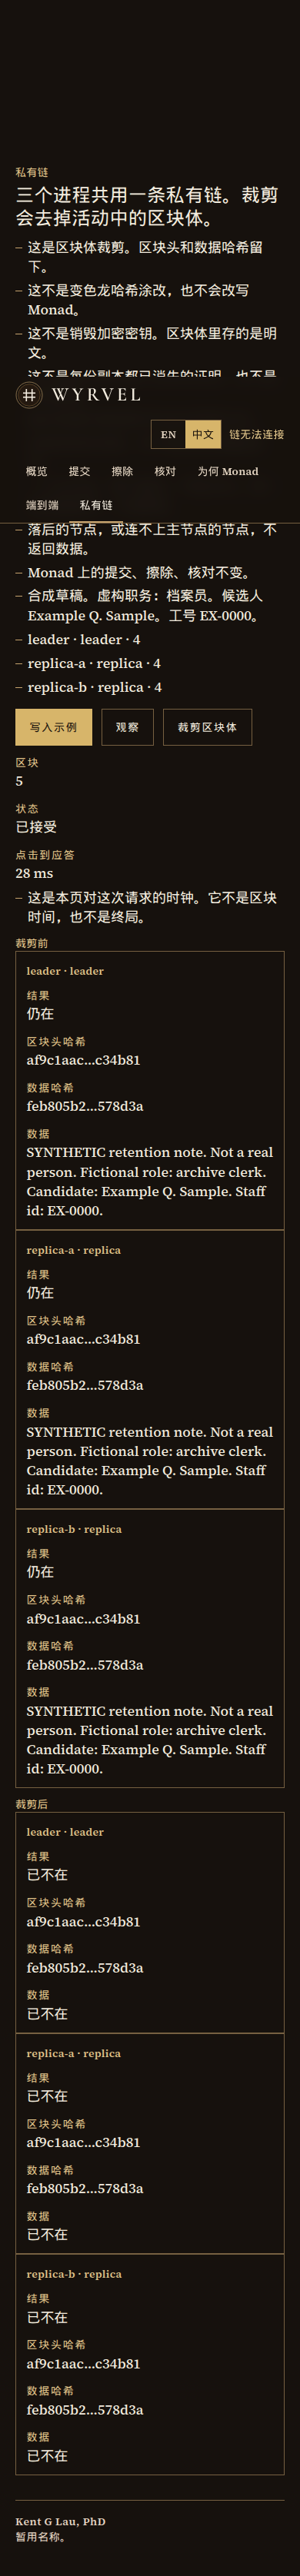 私有链
三个进程共用一条私有链。裁剪
会去掉活动中的区块体。
– 这是区块体裁剪。区块头和数据哈希留
下。
– 这不是变色龙哈希涂改，也不会改写
Monad。
– 这不是销毁加密密钥。区块体里存的是明
文。
– 这不是每份副本都已消失的证明，也不是
WYRVEL
EN 中文 链无法连接
概览 提交 擦除 核对 为何 Monad
端到端 私有链
– 落后的节点，或连不上主节点的节点，不
返回数据。
– Monad 上的提交、擦除、核对不变。
– 合成草稿。虚构职务：档案员。候选人
Example Q. Sample。工号 EX-0000。
– leader · leader · 4
– replica-a · replica · 4
– replica-b · replica · 4
写入示例 观察 裁剪区块体
区块
5
状态
已接受
点击到应答
28 ms
– 这是本页对这次请求的时钟。它不是区块
时间，也不是终局。
裁剪前
leader · leader
结果
仍在
区块头哈希
af9c1aac…c34b81
数据哈希
feb805b2…578d3a
数据
SYNTHETIC retention note. Not a real
person. Fictional role: archive clerk.
Candidate: Example Q. Sample. Staff
id: EX-0000.
replica-a · replica
结果
仍在
区块头哈希
af9c1aac…c34b81
数据哈希
feb805b2…578d3a
数据
SYNTHETIC retention note. Not a real
person. Fictional role: archive clerk.
Candidate: Example Q. Sample. Staff
id: EX-0000.
replica-b · replica
结果
仍在
区块头哈希
af9c1aac…c34b81
数据哈希
feb805b2…578d3a
数据
SYNTHETIC retention note. Not a real
person. Fictional role: archive clerk.
Candidate: Example Q. Sample. Staff
id: EX-0000.
裁剪后
leader · leader
结果
已不在
区块头哈希
af9c1aac…c34b81
数据哈希
feb805b2…578d3a
数据
已不在
replica-a · replica
结果
已不在
区块头哈希
af9c1aac…c34b81
数据哈希
feb805b2…578d3a
数据
已不在
replica-b · replica
结果
已不在
区块头哈希
af9c1aac…c34b81
数据哈希
feb805b2…578d3a
数据
已不在
Kent G Lau, PhD
暂用名称。